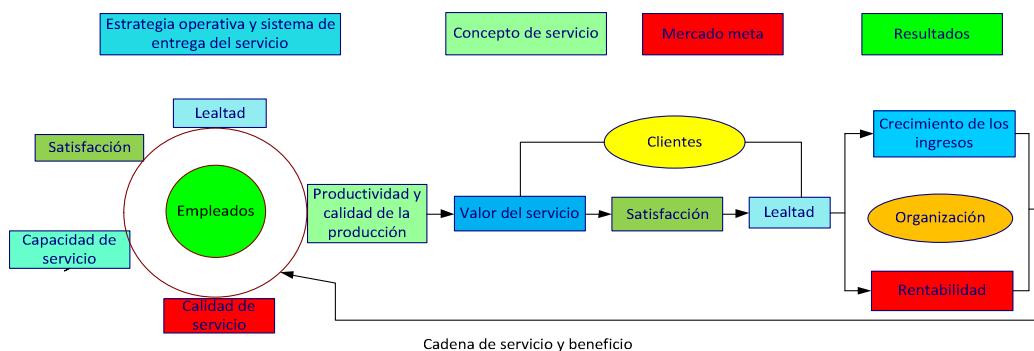 Estrategia operativa y sistema de
entrega del servicio
Concepto de servicio
Mercado meta
Resultados
Lealtad
Satisfacción
Empleados
Capacidad de
servicio
Calidad de
servicio
Productividad y
calidad de la
producción
Valor del servicio
Clientes
Satisfacción
Lealtad
Crecimiento de los
ingresos
Organización
Rentabilidad
Cadena de servicio y beneficio